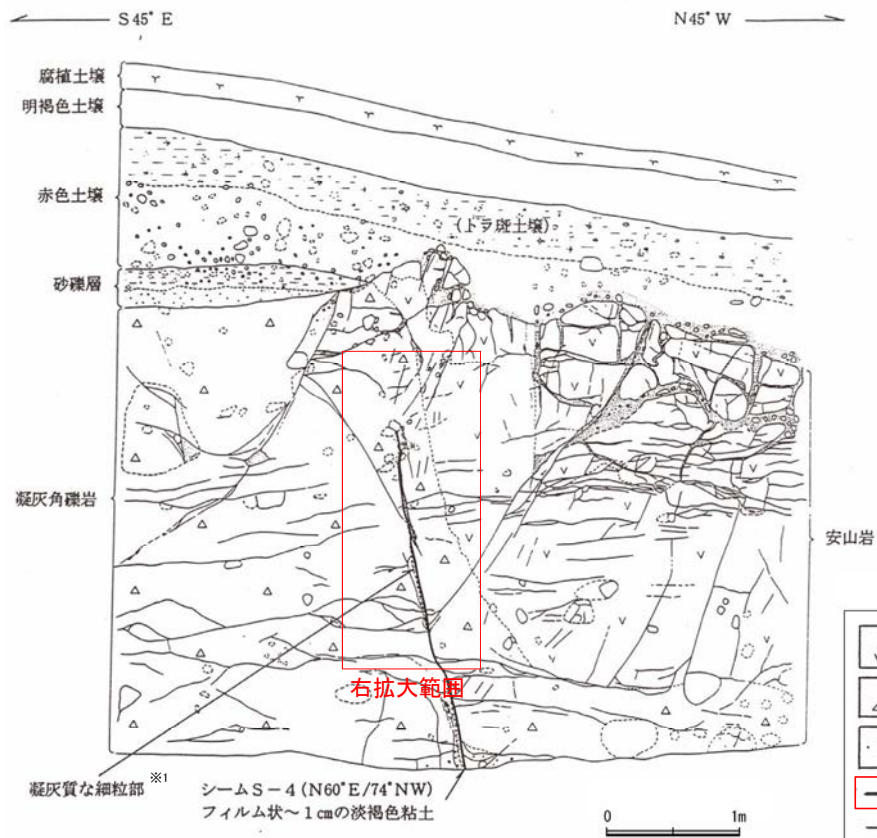 S45°E
N45°W
腐植土壌
明褐色土壌
赤色土壌
(トラ斑土壌)
砂礫層
凝灰角礫岩
安山岩
右拡大範囲
凝灰質な細粒部 ※1
シームS-4 (N60°E/74°NW)
フィルム状~1cmの淡褐色粘土
0 1m